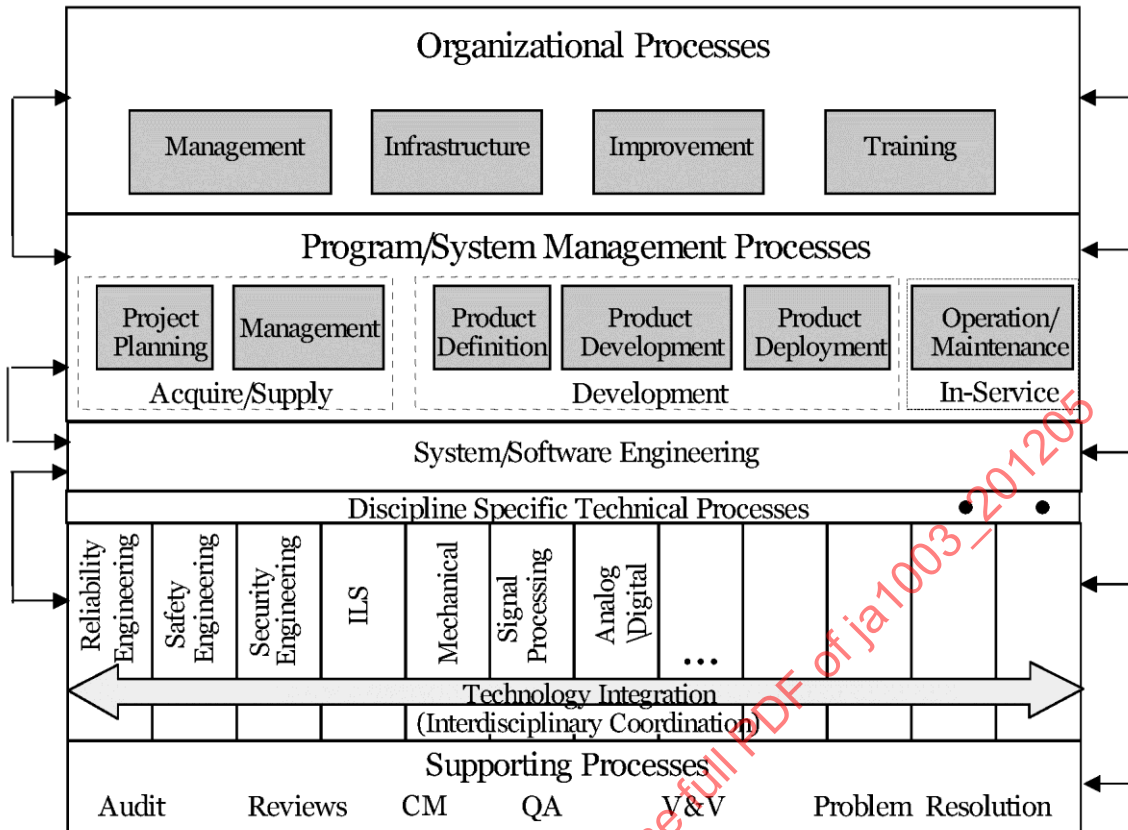 Organizational Processes
Management
Infrastructure
Improvement
Training
Program/System Management Processes
Project
Planning
Management
Product
Definition
Product
Development
Product
Deployment
Operation/
Maintenance
Acquire/Supply
Development
In-Service
System/Software Engineering
Discipline Specific Technical Processes
Reliability
Engineering
Safety
Engineering
Security
Engineering
ILS
Mechanical
Signal
Processing
Analog
\Digital
...
Technology Integration
(Interdisciplinary Coordination)
Supporting Processes
Audit Reviews CM QA V&V Problem Resolution
full PDF of ja1003_201205